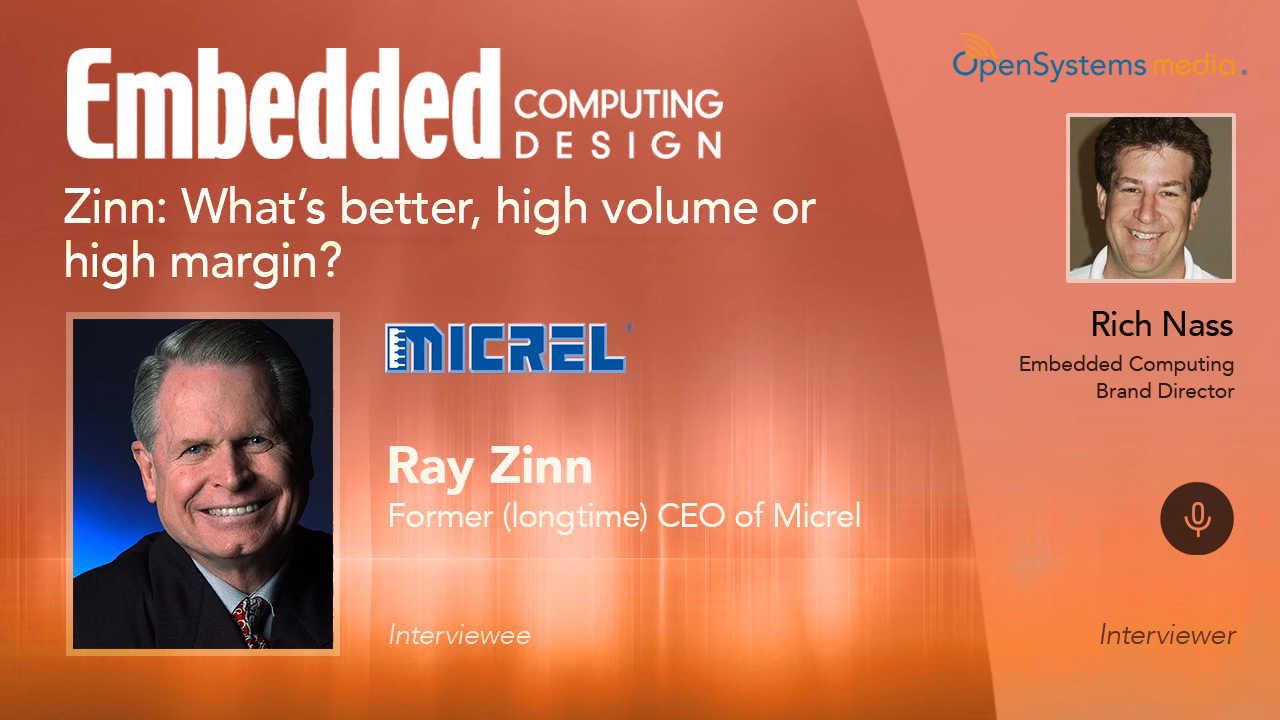 Embedded COMPUTING DESIGN
Zinn: What's better, high volume or
high margin?
MICREL
Ray Zinn
Former (longtime) CEO of Micrel
Interviewee
OpenSystems media
Rich Nass
Embedded Computing
Brand Director
Interviewer